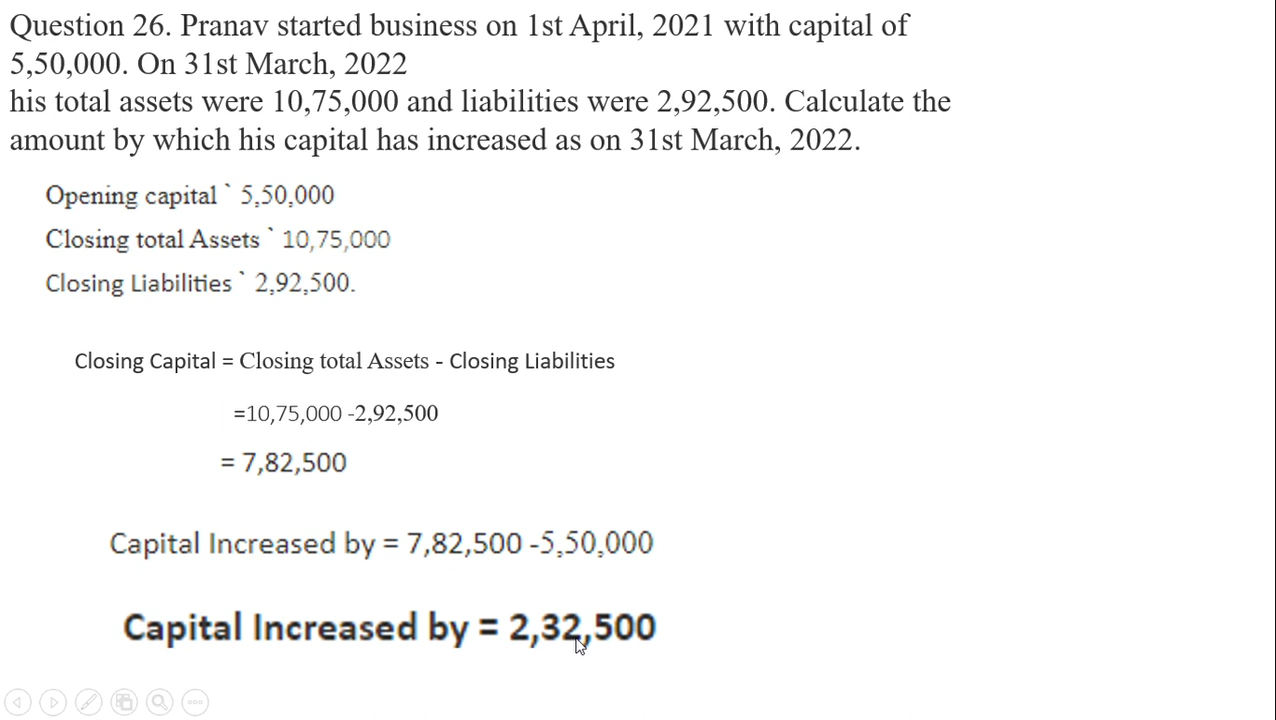 Question 26. Pranav started business on 1st April, 2021 with capital of
5,50,000. On 31st March, 2022
his total assets were 10,75,000 and liabilities were 2,92,500. Calculate the
amount by which his capital has increased as on 31st March, 2022.
Opening capital ` 5,50,000
Closing total Assets ` 10,75,000
Closing Liabilities ` 2,92,500.
Closing Capital = Closing total Assets - Closing Liabilities
=10,75,000 -2,92,500
= 7,82,500
Capital Increased by = 7,82,500 -5,50,000
Capital Increased by = 2,32,500